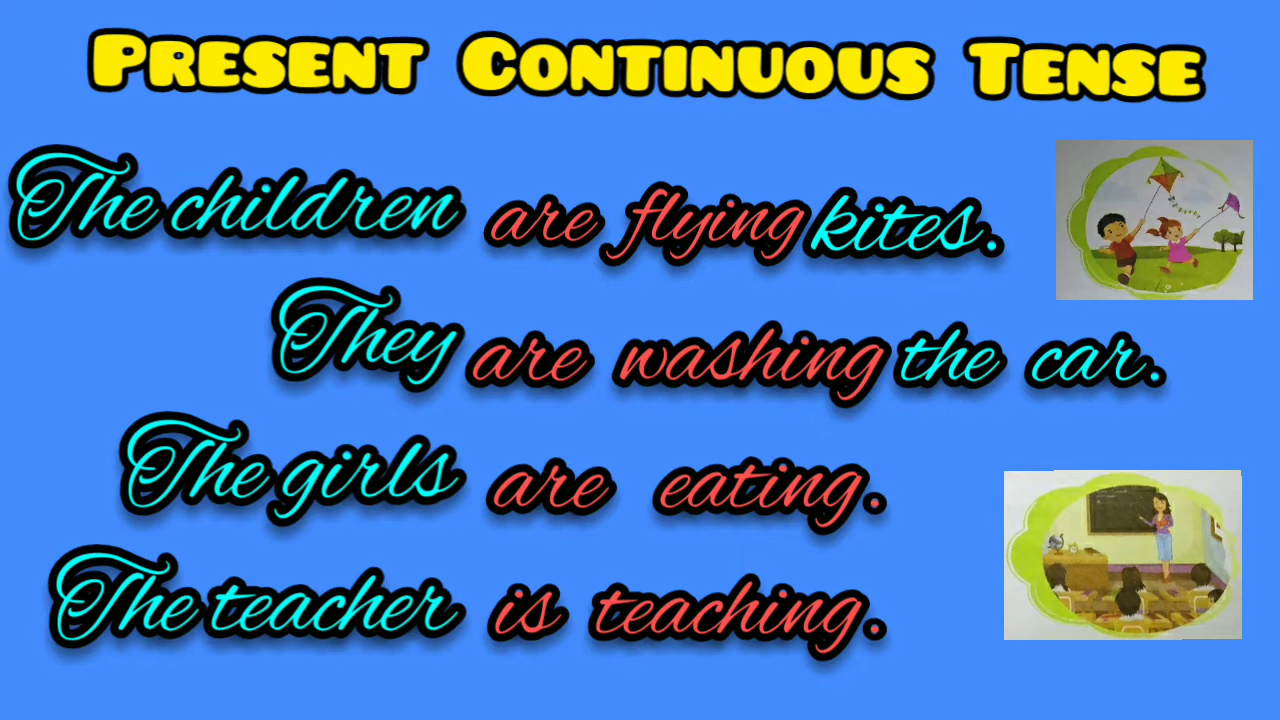 PRESENT CONTINUOUS TENSE
The children are flying kites.
They are washing the car.
The girls are eating.
The teacher is teaching.